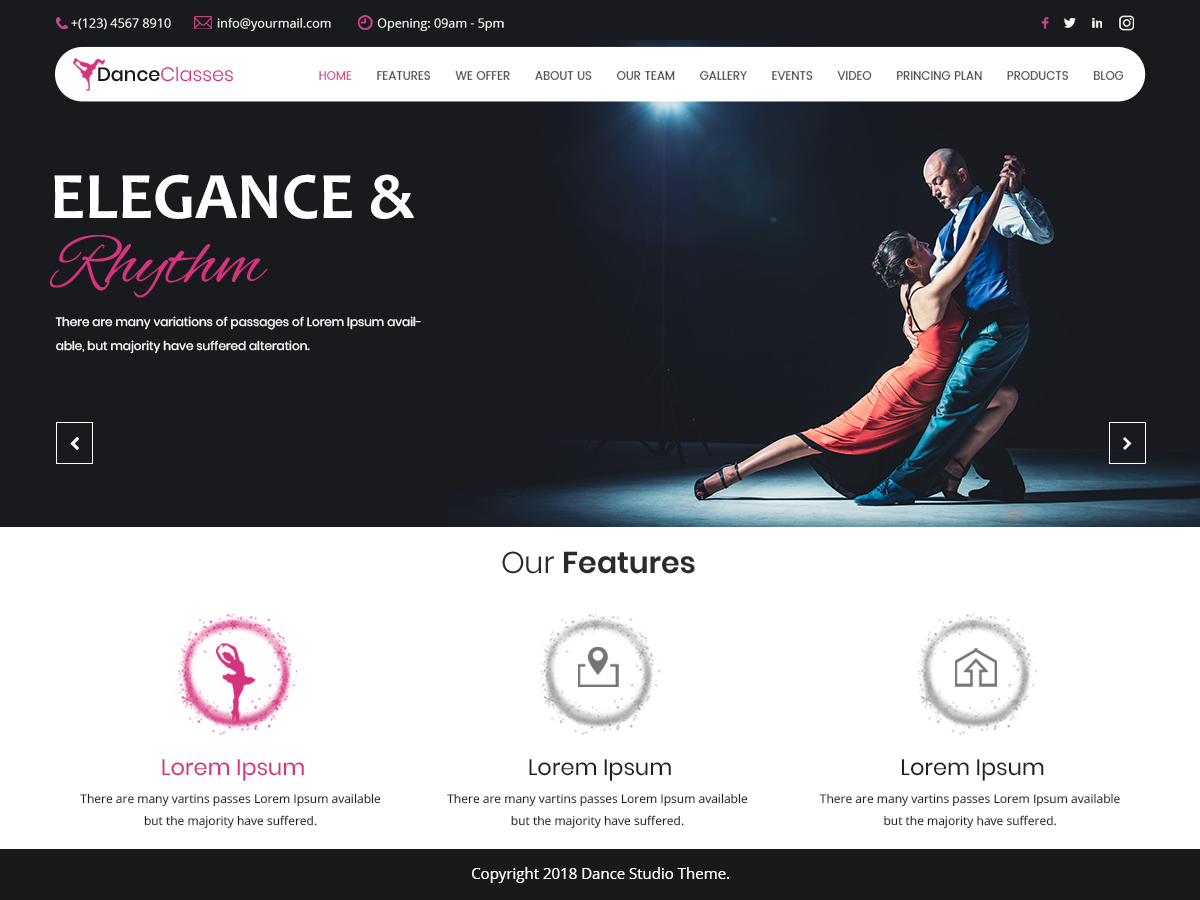 +(123) 4567 8910 info@yourmail.com Opening: 09am - 5pm
DanceClasses HOME FEATURES WE OFFER ABOUT US OUR TEAM GALLERY EVENTS VIDEO PRINCING PLAN PRODUCTS BLOG
ELEGANCE &
Rhythm
There are many variations of passages of Lorem Ipsum avail-
able, but majority have suffered alteration.
Our Features
Lorem Ipsum Lorem Ipsum Lorem Ipsum
There are many vartins passes Lorem Ipsum available There are many vartins passes Lorem Ipsum available There are many vartins passes Lorem Ipsum available
but the majority have suffered. but the majority have suffered. but the majority have suffered.
Copyright 2018 Dance Studio Theme.